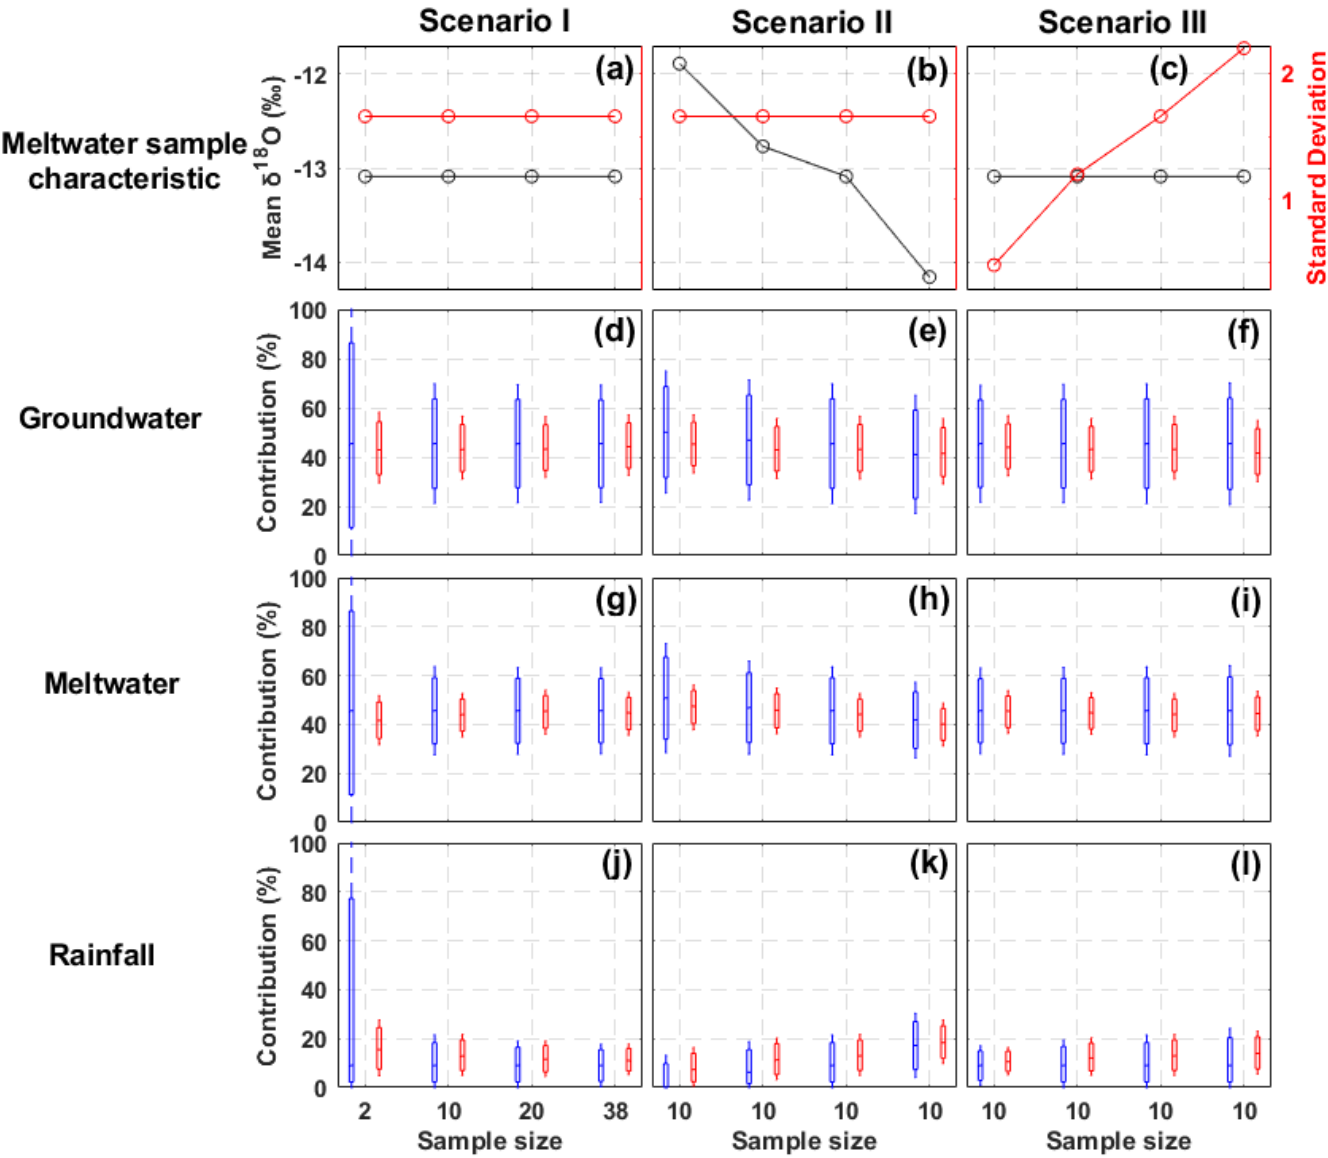 Scenario I
Scenario II
Scenario III
Meltwater sample
characteristic
Mean δ¹⁸O (‰)
-12
-13
-14
(a)
(b)
(c)
2
1
Standard Deviation
Groundwater
Contribution (%)
100
80
60
40
20
0
(d)
(e)
(f)
Meltwater
Contribution (%)
100
80
60
40
20
0
(g)
(h)
(i)
Rainfall
Contribution (%)
100
80
60
40
20
0
(j)
(k)
(l)
2 10 20 38
10 10 10 10
10 10 10 10
Sample size
Sample size
Sample size